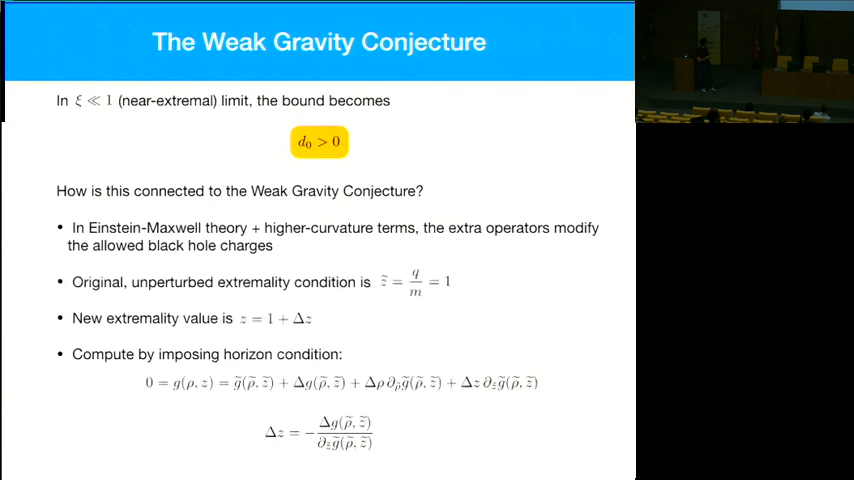 The Weak Gravity Conjecture
In ξ ≪ 1 (near-extremal) limit, the bound becomes
d₀ > 0
How is this connected to the Weak Gravity Conjecture?
• In Einstein-Maxwell theory + higher-curvature terms, the extra operators modify
the allowed black hole charges
• Original, unperturbed extremality condition is z̃ = q/m = 1
• New extremality value is z = 1 + Δz
• Compute by imposing horizon condition:
0 = g(ρ, z) = g̃(ρ̃, z̃) + Δg(ρ̃, z̃) + Δρ ∂ρ̃g̃(ρ̃, z̃) + Δz ∂z̃g̃(ρ̃, z̃)
Δz = − Δg(ρ̃, z̃) / ∂z̃g̃(ρ̃, z̃)